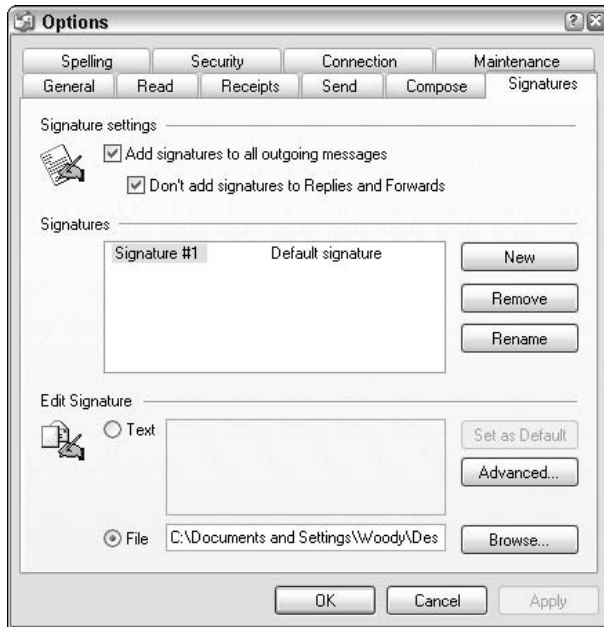 Options
Spelling Security Connection Maintenance
General Read Receipts Send Compose Signatures
Signature settings
Add signatures to all outgoing messages
Don't add signatures to Replies and Forwards
Signatures
Signature #1 Default signature
New
Remove
Rename
Edit Signature
Text
Set as Default
Advanced...
File C:\Documents and Settings\Woody\Des Browse...
OK Cancel Apply